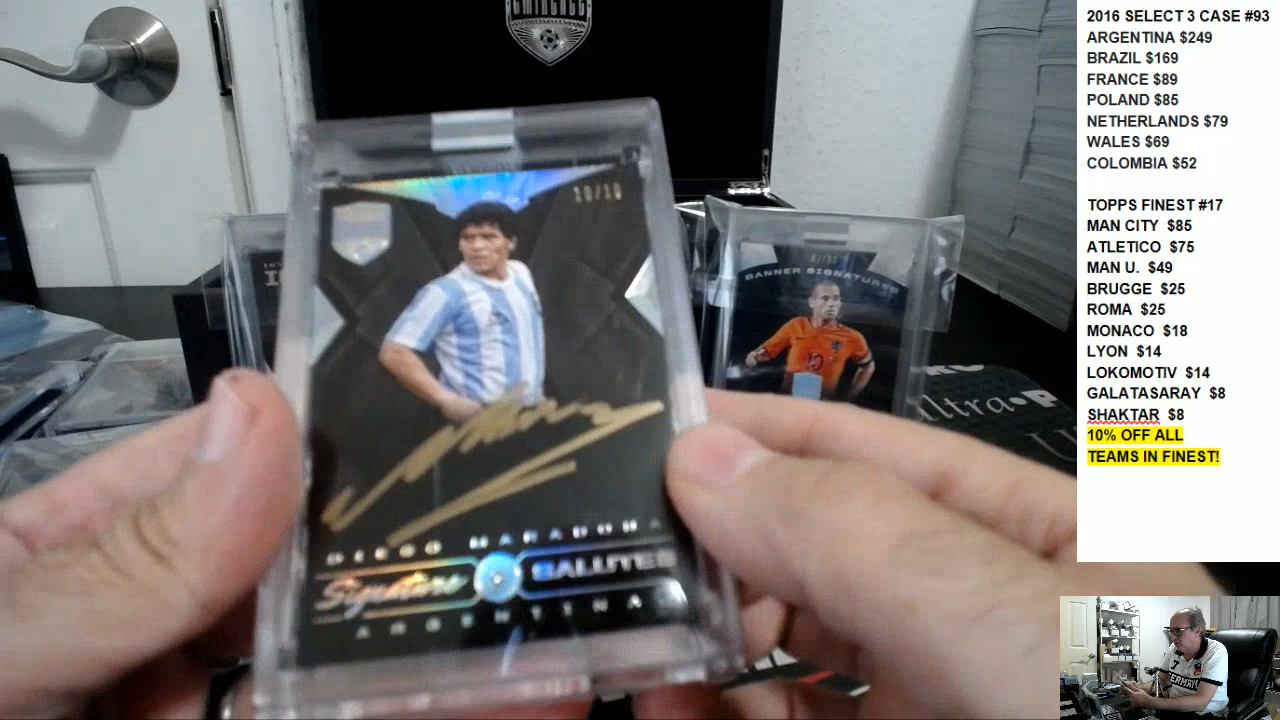 2016 SELECT 3 CASE #93
ARGENTINA $249
BRAZIL $169
FRANCE $89
POLAND $85
NETHERLANDS $79
WALES $69
COLOMBIA $52
TOPPS FINEST #17
MAN CITY $85
ATLETICO $75
MAN U. $49
BRUGGE $25
ROMA $25
MONACO $18
LYON $14
LOKOMOTIV $14
GALATASARAY $8
SHAKTAR $8
10% OFF ALL
TEAMS IN FINEST!
10/10
DIEGO MARADONA
Signature SALUTES
ARGENTINA
BANNER SIGNATURES
10
ltra•P